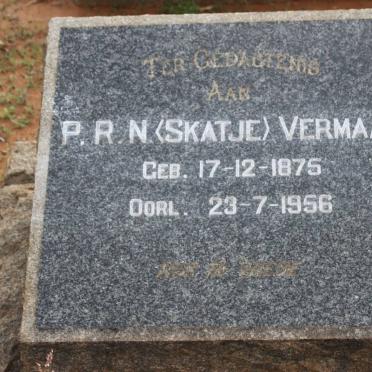 TER GEDAGTENIS
AAN
P. R. N. (SKATJE) VERMAA
GEB. 17-12-1875
OORL. 23-7-1956